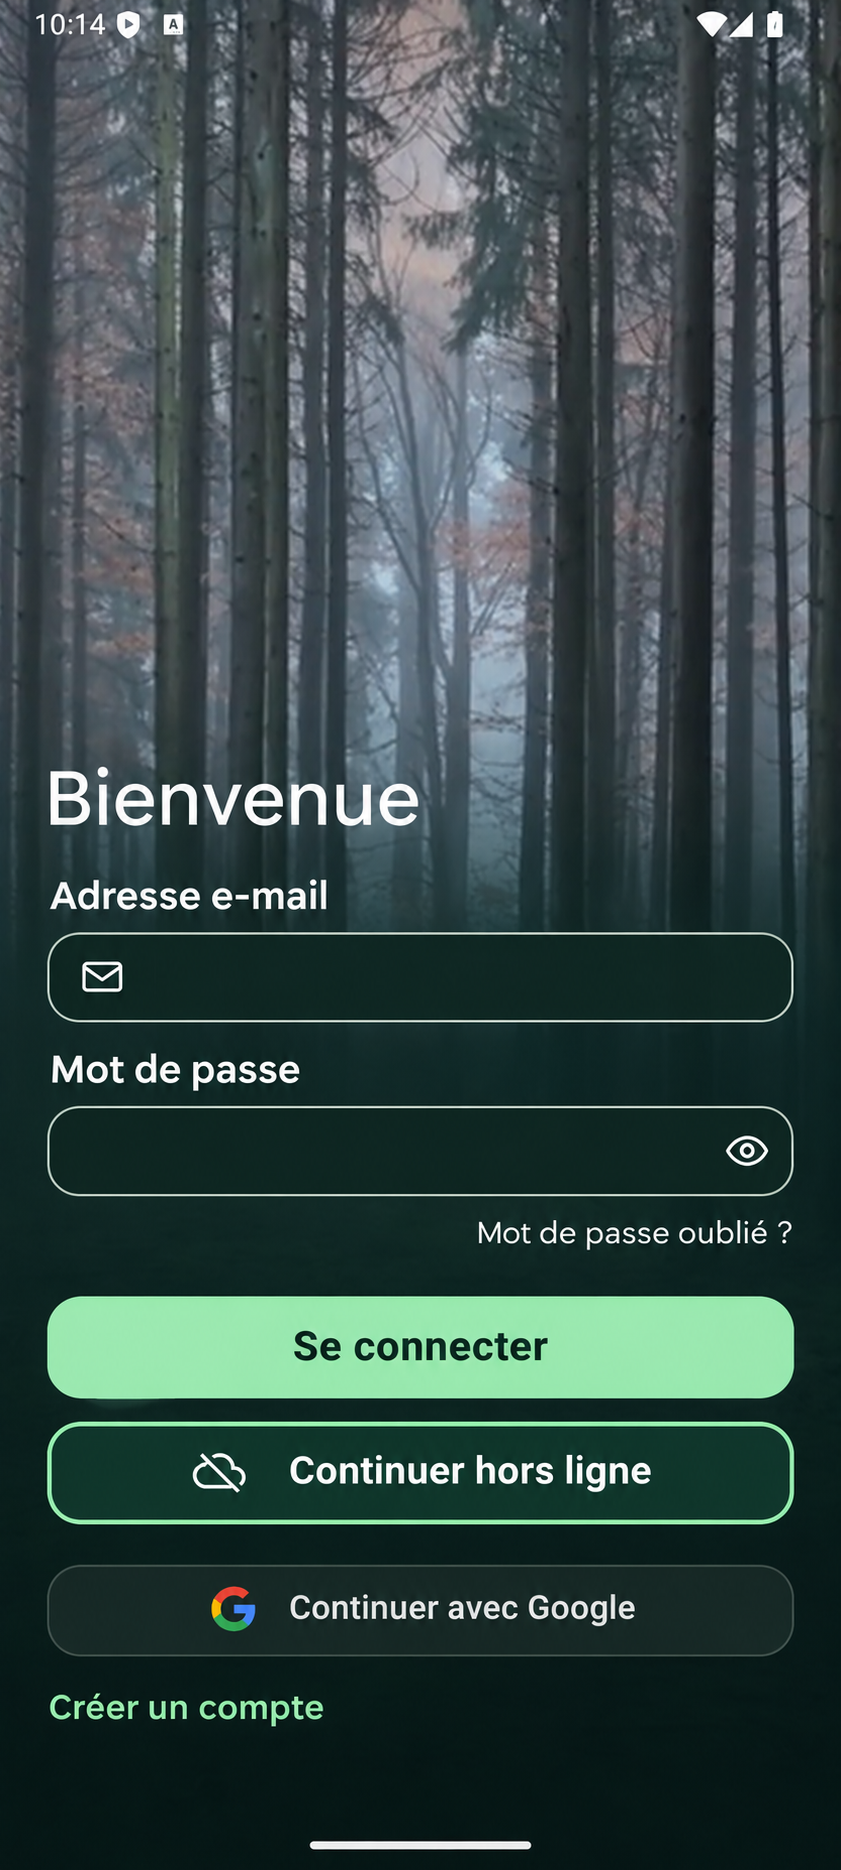 10:14
A
Bienvenue
Adresse e-mail
Mot de passe
Mot de passe oublié ?
Se connecter
Continuer hors ligne
Continuer avec Google
Créer un compte